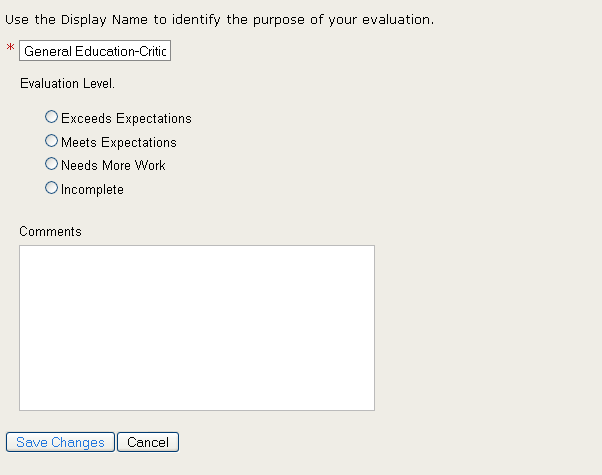 Use the Display Name to identify the purpose of your evaluation.
* General Education-Critic
Evaluation Level.
Exceeds Expectations
Meets Expectations
Needs More Work
Incomplete
Comments
Save Changes Cancel